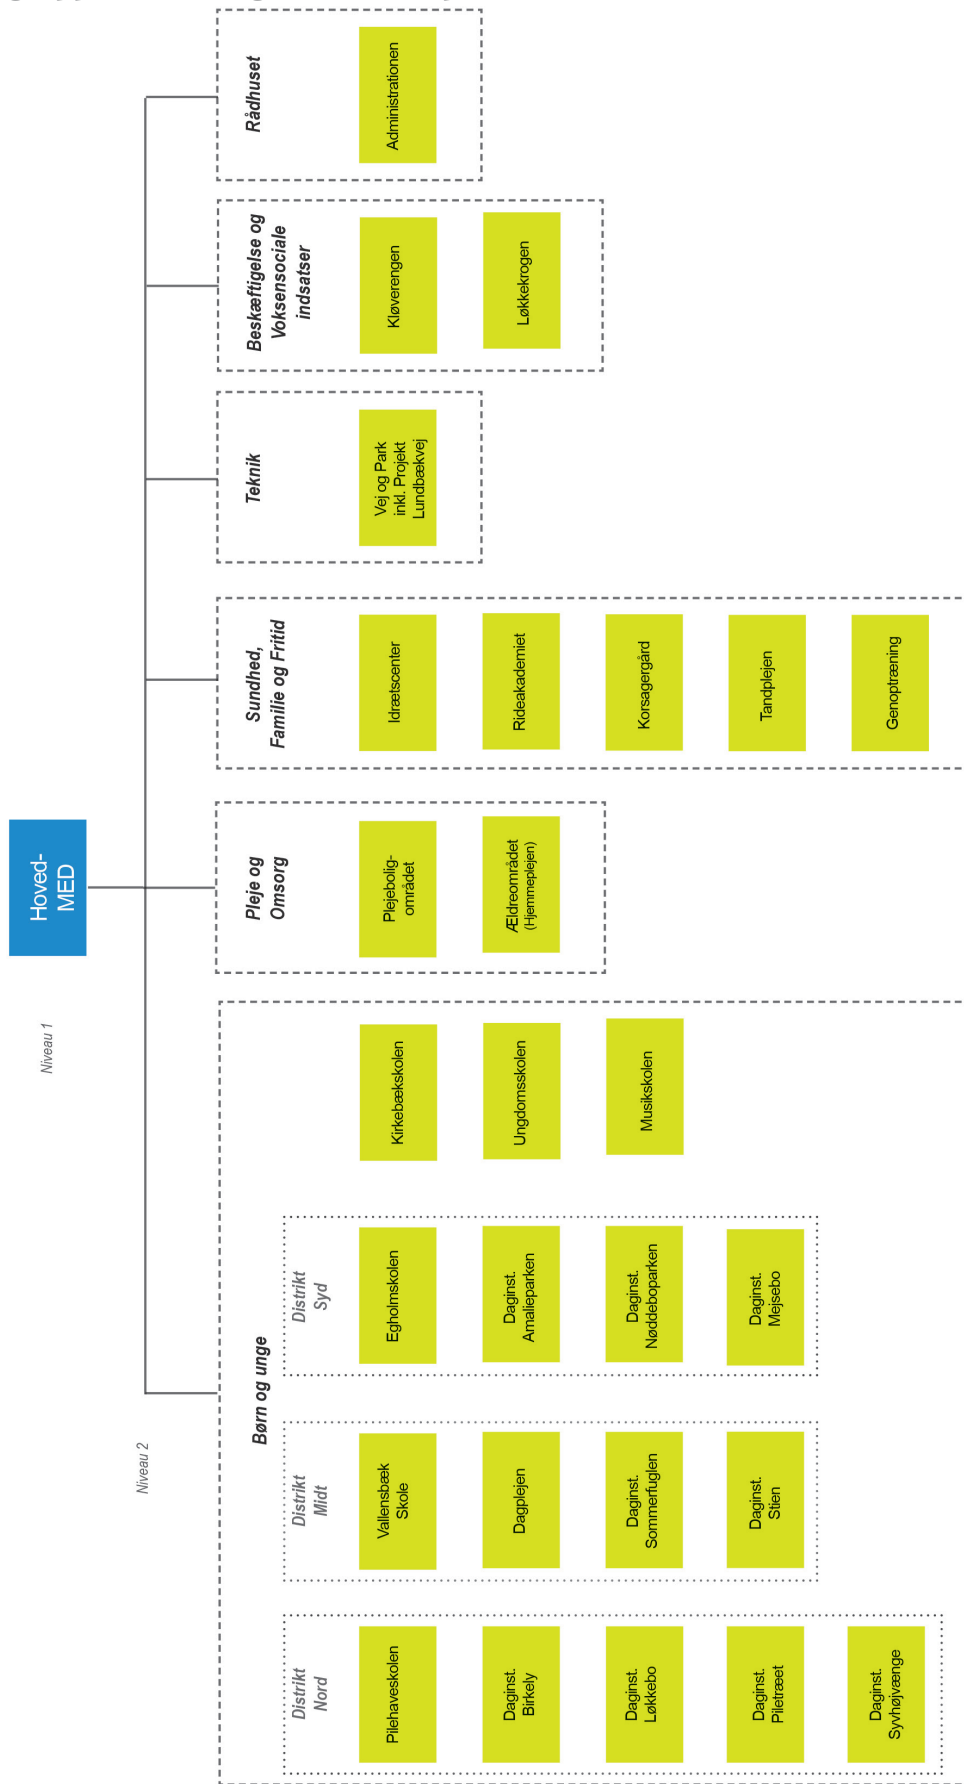 Hoved-
MED
Niveau 1
Niveau 2
Børn og unge
Distrikt
Nord
Pilehaveskolen
Daginst.
Birkely
Daginst.
Løkkebo
Daginst.
Piletræet
Daginst.
Syvhøjvænge
Distrikt
Midt
Vallensbæk
Skole
Dagplejen
Daginst.
Sommerfuglen
Daginst.
Stien
Distrikt
Syd
Egholmskolen
Daginst.
Amalieparken
Daginst.
Nøddeboparken
Daginst.
Mejsebo
Kirkebækskolen
Ungdomsskolen
Musikskolen
Pleje og
Omsorg
Plejebolig-
området
Ældreområdet
(Hjemmeplejen)
Sundhed,
Familie og Fritid
Idrætscenter
Rideakademiet
Korsagergård
Tandplejen
Genoptræning
Teknik
Vej og Park
inkl. Projekt
Lundbækvej
Beskæftigelse og
Voksensociale
indsatser
Kløverengen
Løkkekrogen
Rådhuset
Administrationen